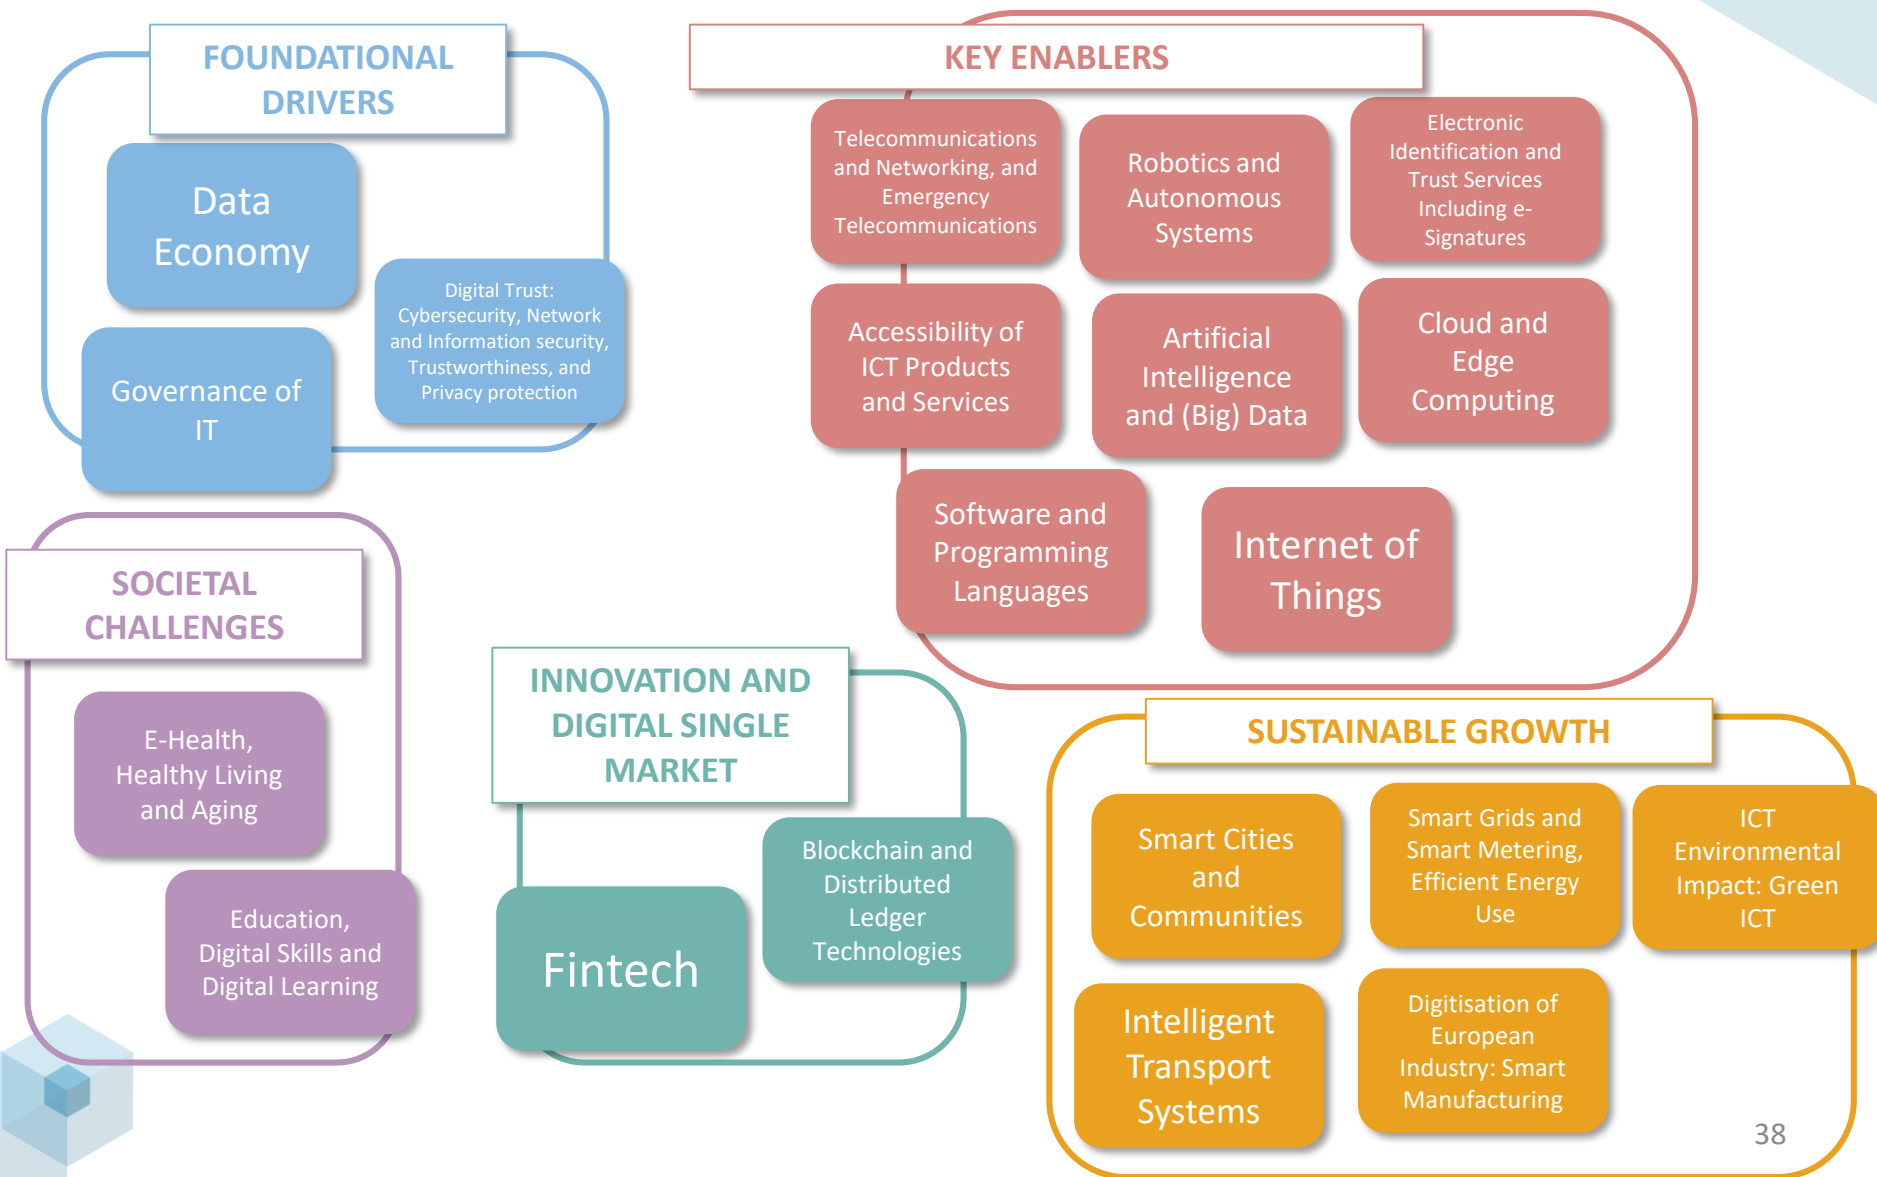 FOUNDATIONAL
DRIVERS
Data
Economy
Digital Trust:
Cybersecurity, Network
and Information security,
Trustworthiness, and
Privacy protection
Governance of
IT
KEY ENABLERS
Telecommunications
and Networking, and
Emergency
Telecommunications
Robotics and
Autonomous
Systems
Electronic
Identification and
Trust Services
Including e-
Signatures
Accessibility of
ICT Products
and Services
Artificial
Intelligence
and (Big) Data
Cloud and
Edge
Computing
Software and
Programming
Languages
Internet of
Things
SOCIETAL
CHALLENGES
E-Health,
Healthy Living
and Aging
Education,
Digital Skills and
Digital Learning
INNOVATION AND
DIGITAL SINGLE
MARKET
Blockchain and
Distributed
Ledger
Technologies
Fintech
SUSTAINABLE GROWTH
Smart Cities
and
Communities
Smart Grids and
Smart Metering,
Efficient Energy
Use
ICT
Environmental
Impact: Green
ICT
Intelligent
Transport
Systems
Digitisation of
European
Industry: Smart
Manufacturing
38